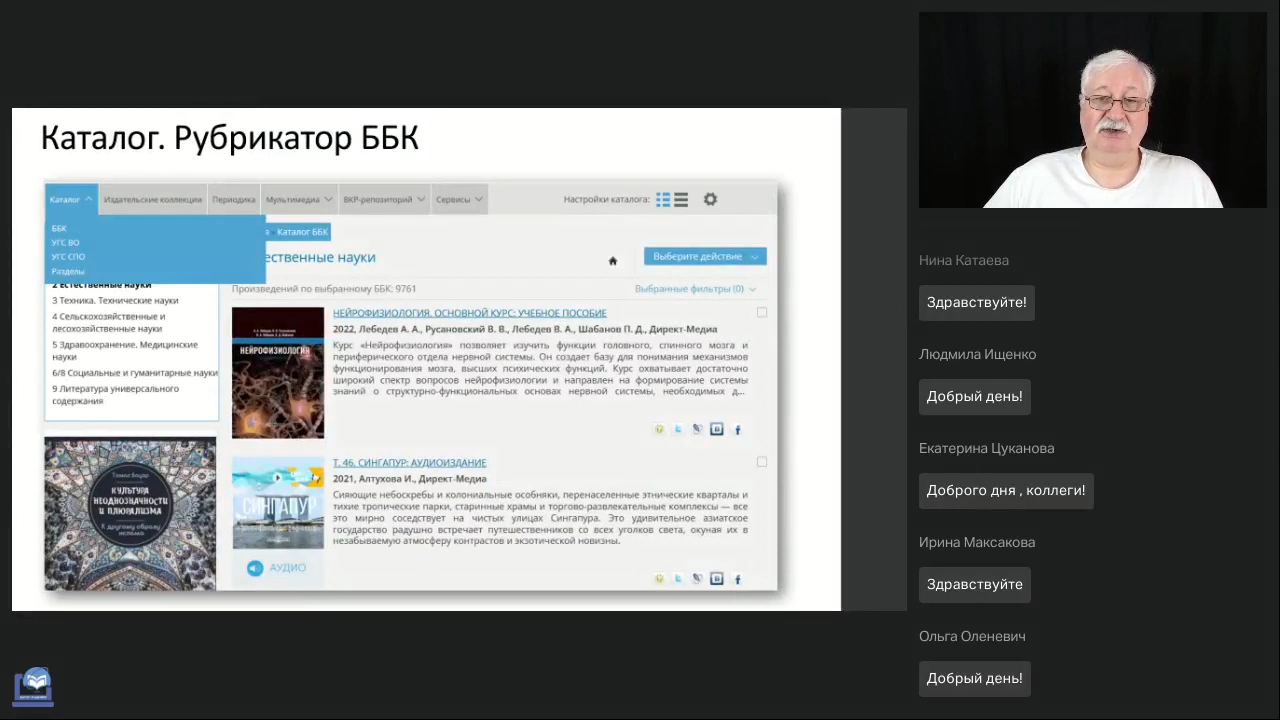 Каталог. Рубрикатор ББК
Каталог
Издательские коллекции
Периодика
Мультимедиа
ВКР-репозиторий
Сервисы
Настройки каталога:
ББК
УГС ВО
УГС СПО
Разделы
Каталог ББК
ественные науки
Выберите действие
2 Естественные науки
3 Техника. Технические науки
4 Сельскохозяйственные и
лесохозяйственные науки
5 Здравоохранение. Медицинские
науки
6/8 Социальные и гуманитарные науки
9 Литература универсального
содержания
Произведений по выбранному ББК: 9761
Выбранные фильтры (0)
НЕЙРОФИЗИОЛОГИЯ
НЕЙРОФИЗИОЛОГИЯ. ОСНОВНОЙ КУРС: УЧЕБНОЕ ПОСОБИЕ
2022, Лебедев А. А., Русановский В. В., Лебедев В. А., Шабанов П. Д., Директ-Медиа
Курс «Нейрофизиология» позволяет изучить функции головного, спинного мозга и
периферического отдела нервной системы. Он создает базу для понимания механизмов
функционирования мозга, высших психических функций. Курс охватывает достаточно
широкий спектр вопросов нейрофизиологии и направлен на формирование системы
знаний о структурно-функциональных основах нервной системы, необходимых д...
Томас Бауэр
КУЛЬТУРА
НЕОДНОЗНАЧНОСТИ
И ПЛЮРАЛИЗМА
К другому образу
ислама
СИНГАПУР
АУДИО
Т. 46. СИНГАПУР: АУДИОИЗДАНИЕ
2021, Алтухова И., Директ-Медиа
Сияющие небоскребы и колониальные особняки, перенаселенные этнические кварталы и
тихие тропические парки, старинные храмы и торгово-развлекательные комплексы — все
это мирно соседствует на чистых улицах Сингапура. Это удивительное азиатское
государство радушно встречает путешественников со всех уголков света, окуная их в
незабываемую атмосферу контрастов и экзотической новизны.
Нина Катаева
Здравствуйте!
Людмила Ищенко
Добрый день!
Екатерина Цуканова
Доброго дня , коллеги!
Ирина Максакова
Здравствуйте
Ольга Оленевич
Добрый день!